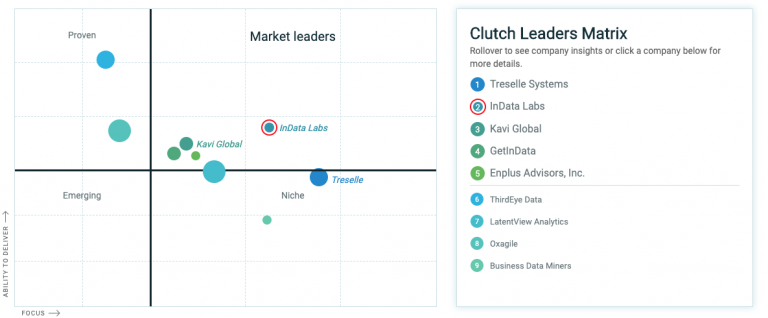 Proven
Market leaders
InData Labs
Kavi Global
Treselle
Emerging
Niche
ABILITY TO DELIVER
FOCUS
Clutch Leaders Matrix
Rollover to see company insights or click a company below for
more details.
1 Treselle Systems
2 InData Labs
3 Kavi Global
4 GetInData
5 Enplus Advisors, Inc.
6 ThirdEye Data
7 LatentView Analytics
8 Oxagile
9 Business Data Miners